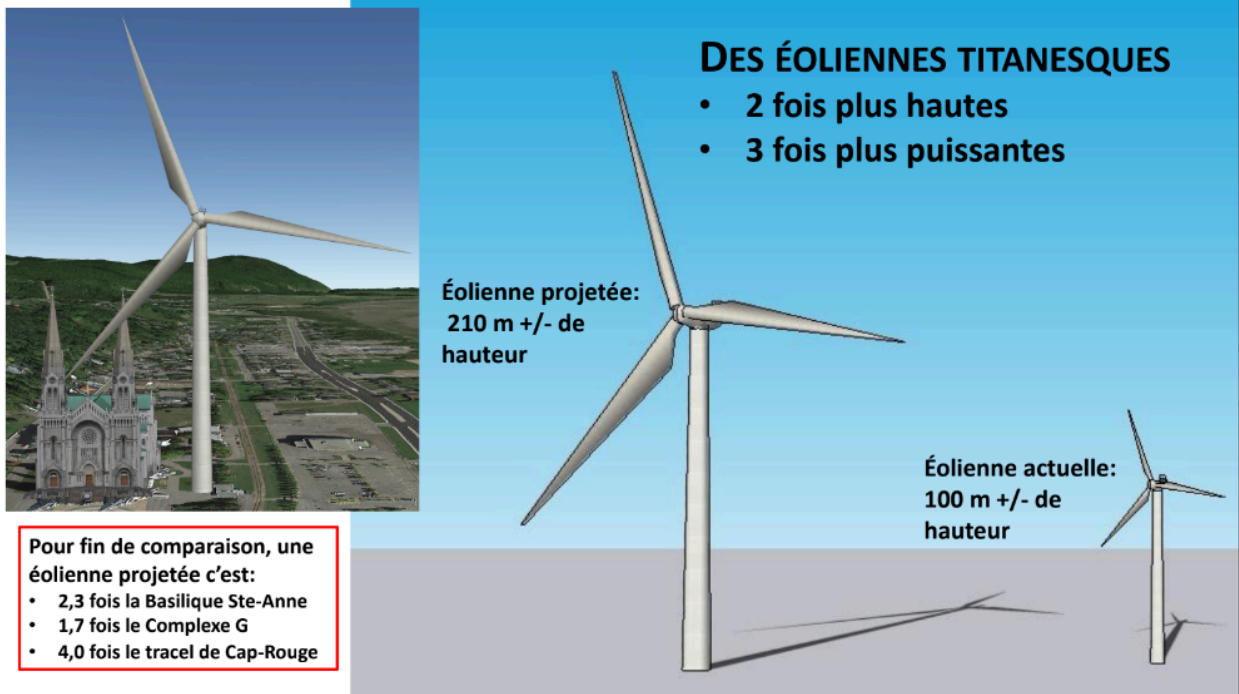 DES ÉOLIENNES TITANESQUES
• 2 fois plus hautes
• 3 fois plus puissantes
Éolienne projetée:
210 m +/- de
hauteur
Éolienne actuelle:
100 m +/- de
hauteur
Pour fin de comparaison, une
éolienne projetée c’est:
• 2,3 fois la Basilique Ste-Anne
• 1,7 fois le Complexe G
• 4,0 fois le tracel de Cap-Rouge